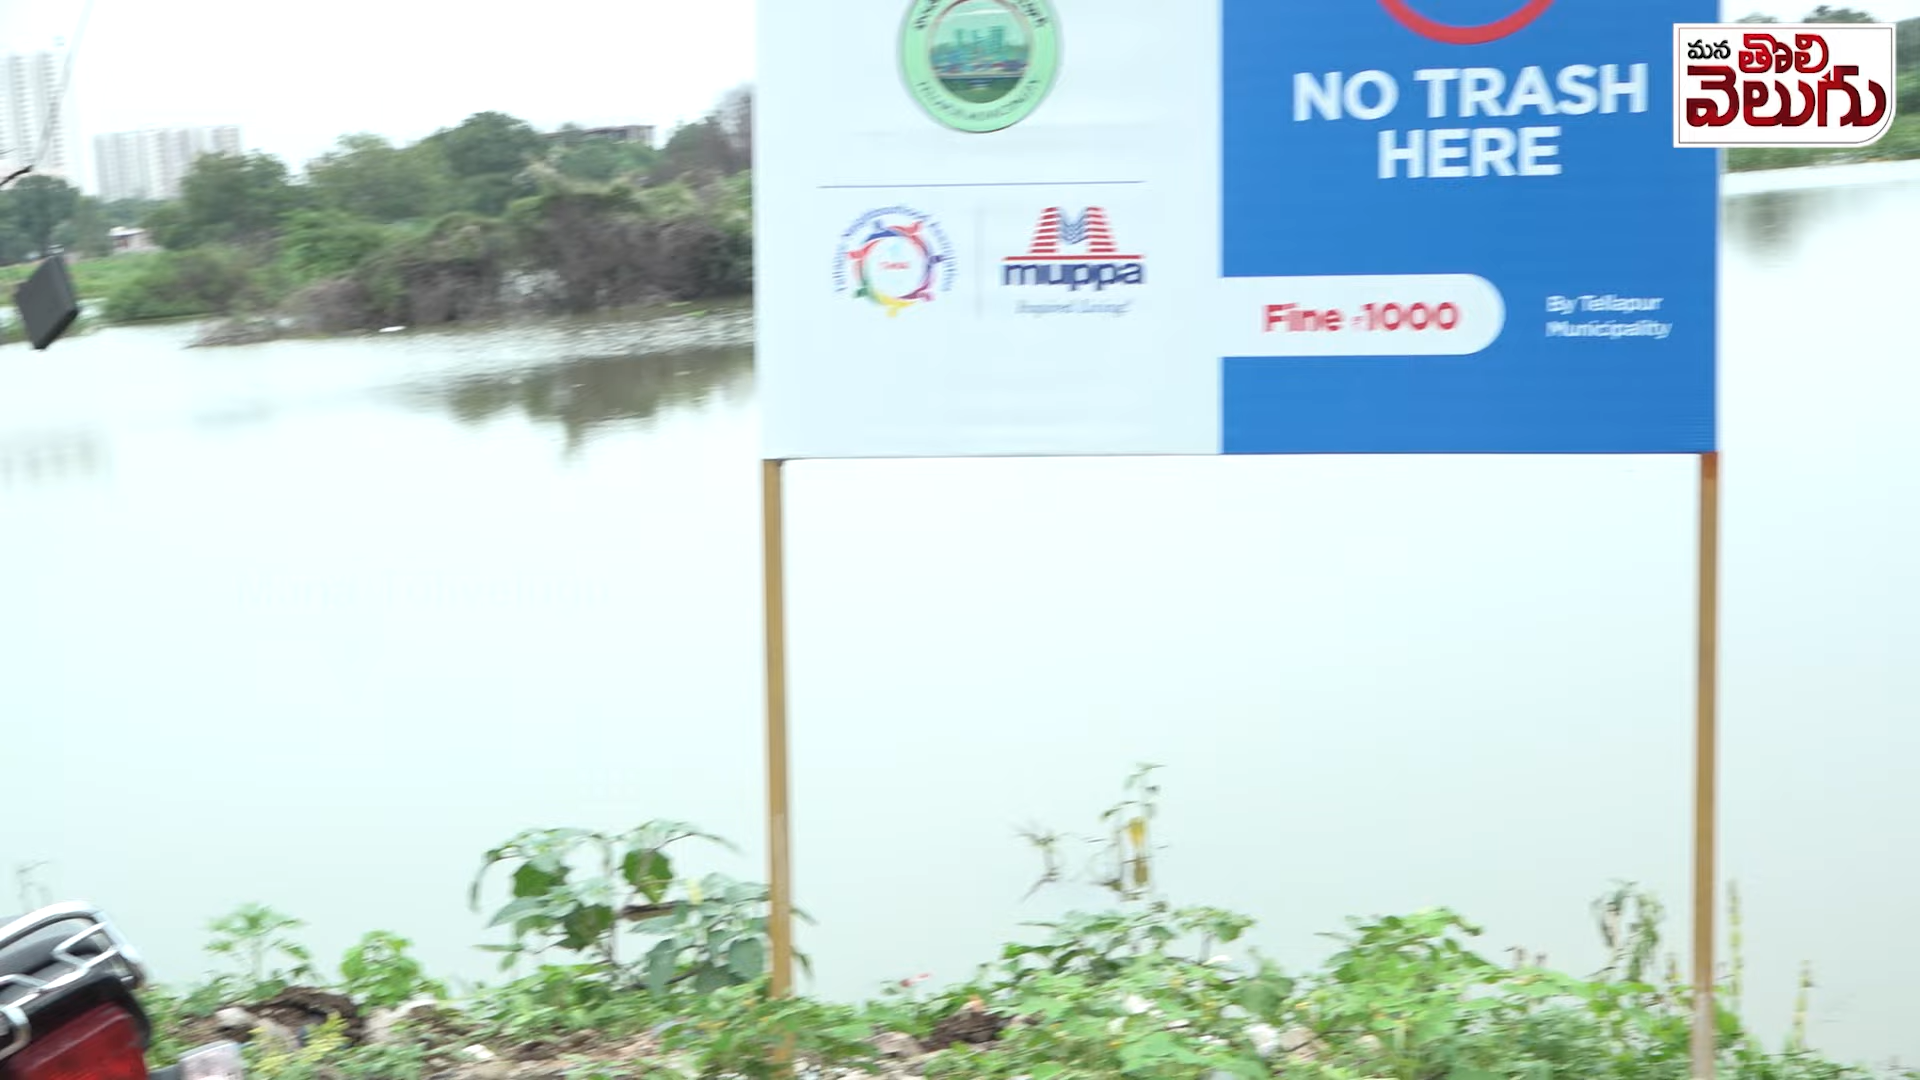 NO TRASH
HERE
మన తొలి
వెలుగు
muppa
Fine ₹1000
By Tellapur
Municipality